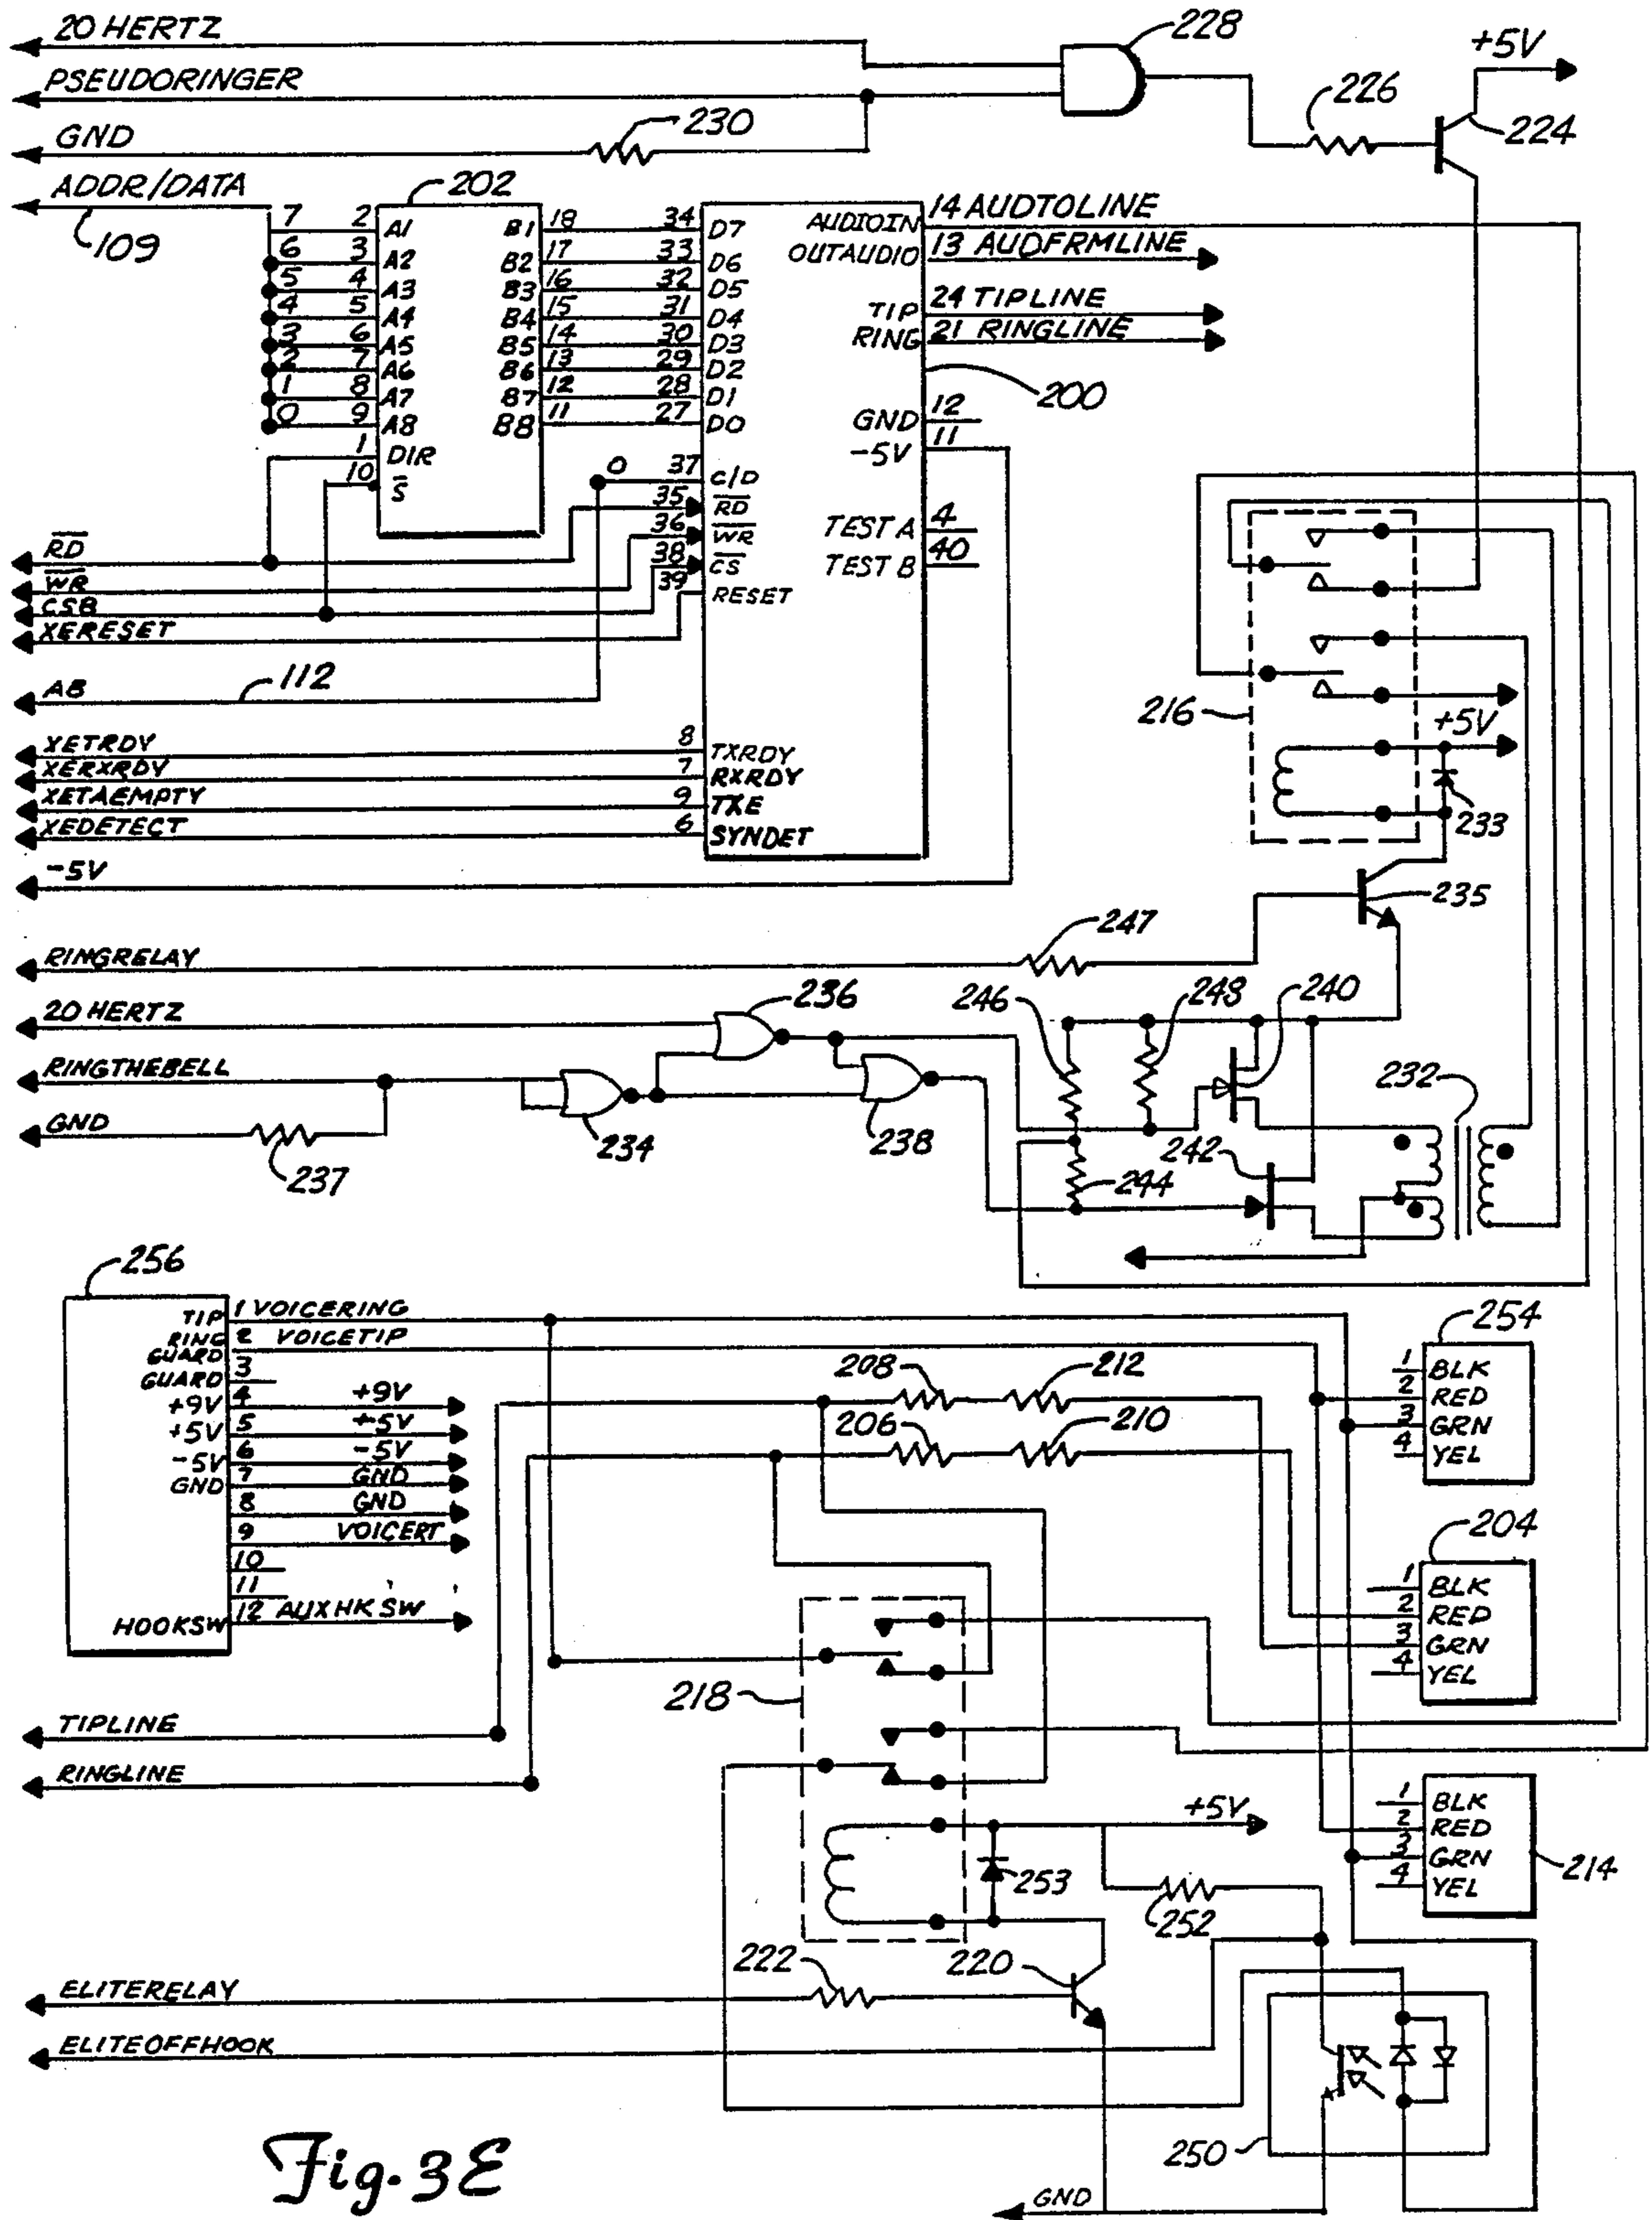 20 HERTZ
228
+5V
PSEUDORINGER
226
230
GND
224
ADDR/DATA
109
202
7 2 A1 B1 18 34 D7
6 3 A2 B2 17 33 D6
5 4 A3 B3 16 32 D5
4 5 A4 B4 15 31 D4
3 6 A5 B5 14 30 D3
2 7 A6 B6 13 29 D2
1 8 A7 B7 12 28 D1
0 9 A8 B8 11 27 D0
1 DIR
10 S̅
AUDIOIN 14 AUDTOLINE
OUTAUDIO 13 AUDFRMLINE
TIP 24 TIPLINE
RING 21 RINGLINE
200
GND 12
-5V 11
TEST A 4
TEST B 40
0 37 C/D
35 R̅D̅
36 W̅R̅
38 C̅S̅
39 RESET
R̅D̅
W̅R̅
CSB
XERESET
AB 112
XETRDY 8 TXRDY
XERXRDY 7 RXRDY
XETAEMPTY 9 TXE
XEDETECT 6 SYNDET
-5V
216
+5V
233
235
RINGRELAY
247
20 HERTZ
236
246
248
240
RINGTHEBELL
232
GND
237
234
238
242
244
256
TIP 1 VOICERING
RING 2 VOICETIP
GUARD 3
GUARD
+9V 4 +9V
+5V 5 +5V
-5V 6 -5V
GND 7 GND
8 GND
9 VOICERT
10
11
HOOKSW 12 AUXHKSW
208
212
206
210
254
1 BLK
2 RED
3 GRN
4 YEL
204
1 BLK
2 RED
3 GRN
4 YEL
218
TIPLINE
RINGLINE
+5V
253
252
1 BLK
2 RED
3 GRN
4 YEL
214
222
220
ELITERELAY
ELITEOFFHOOK
250
GND
Fig. 3E